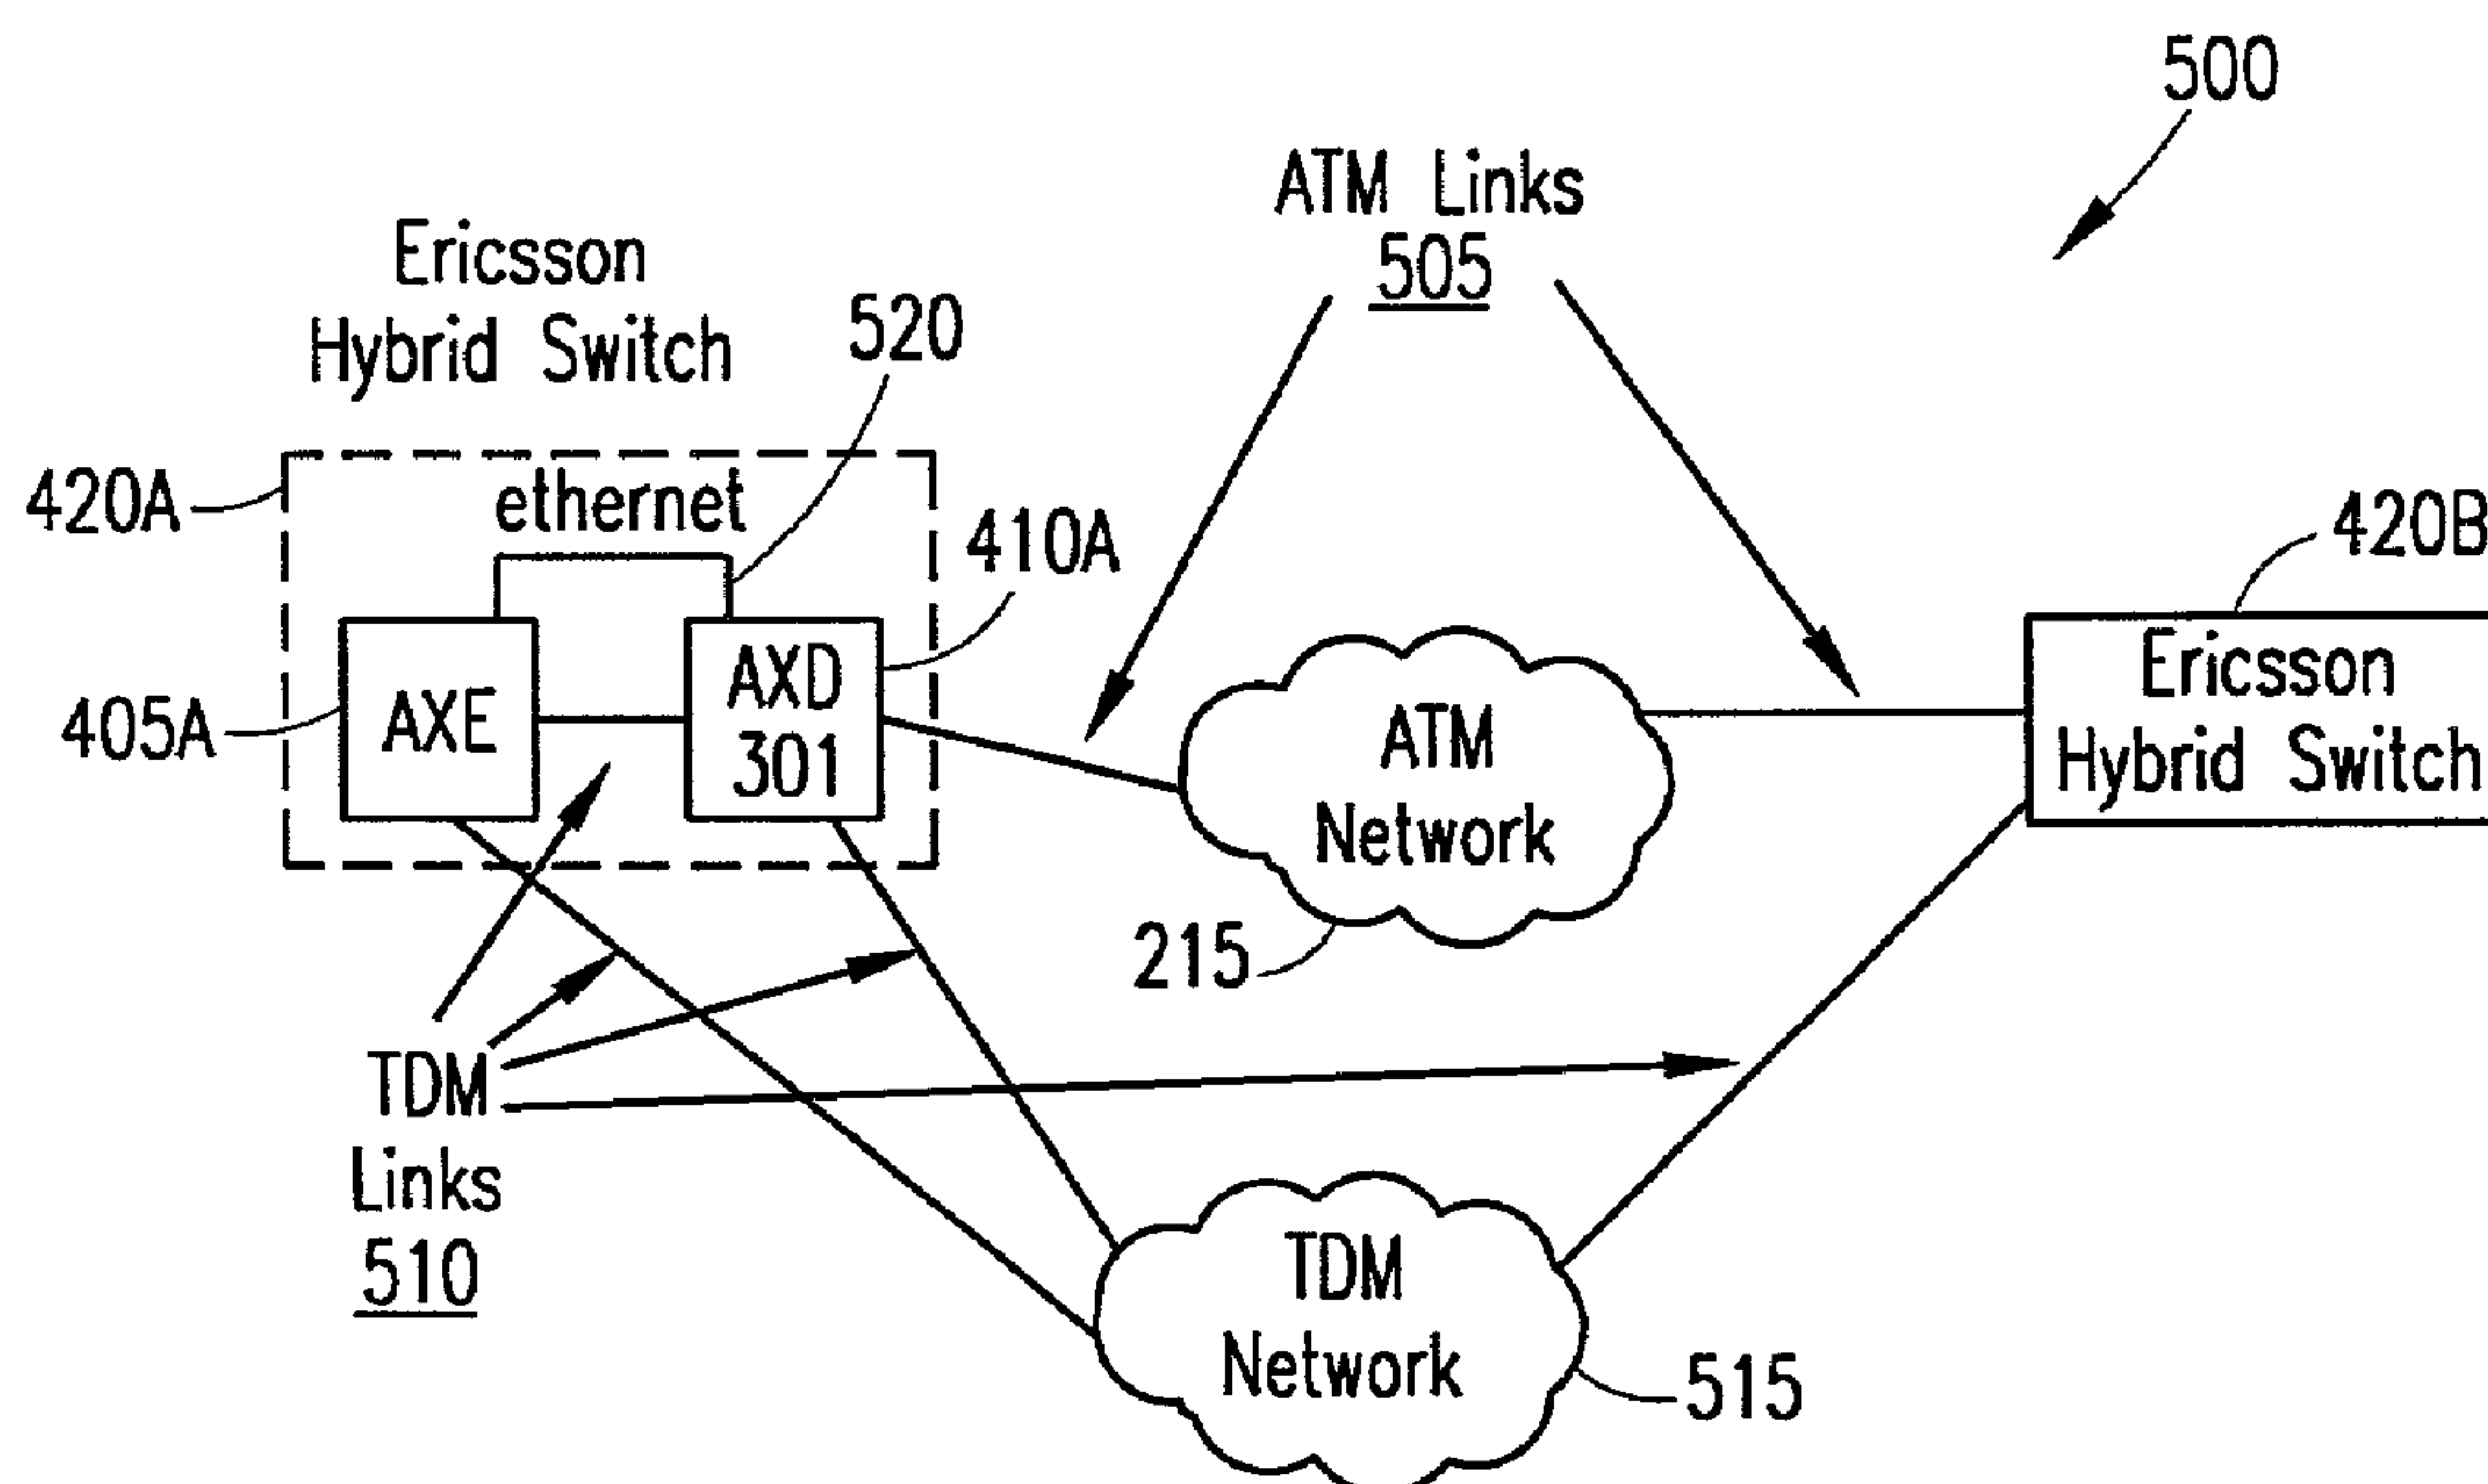 500
ATM Links
505
Ericsson
Hybrid Switch
520
420A
ethernet
410A
420B
405A
AXE
AXD
301
ATM
Network
Ericsson
Hybrid Switch
215
TDM
Links
510
TDM
Network
515